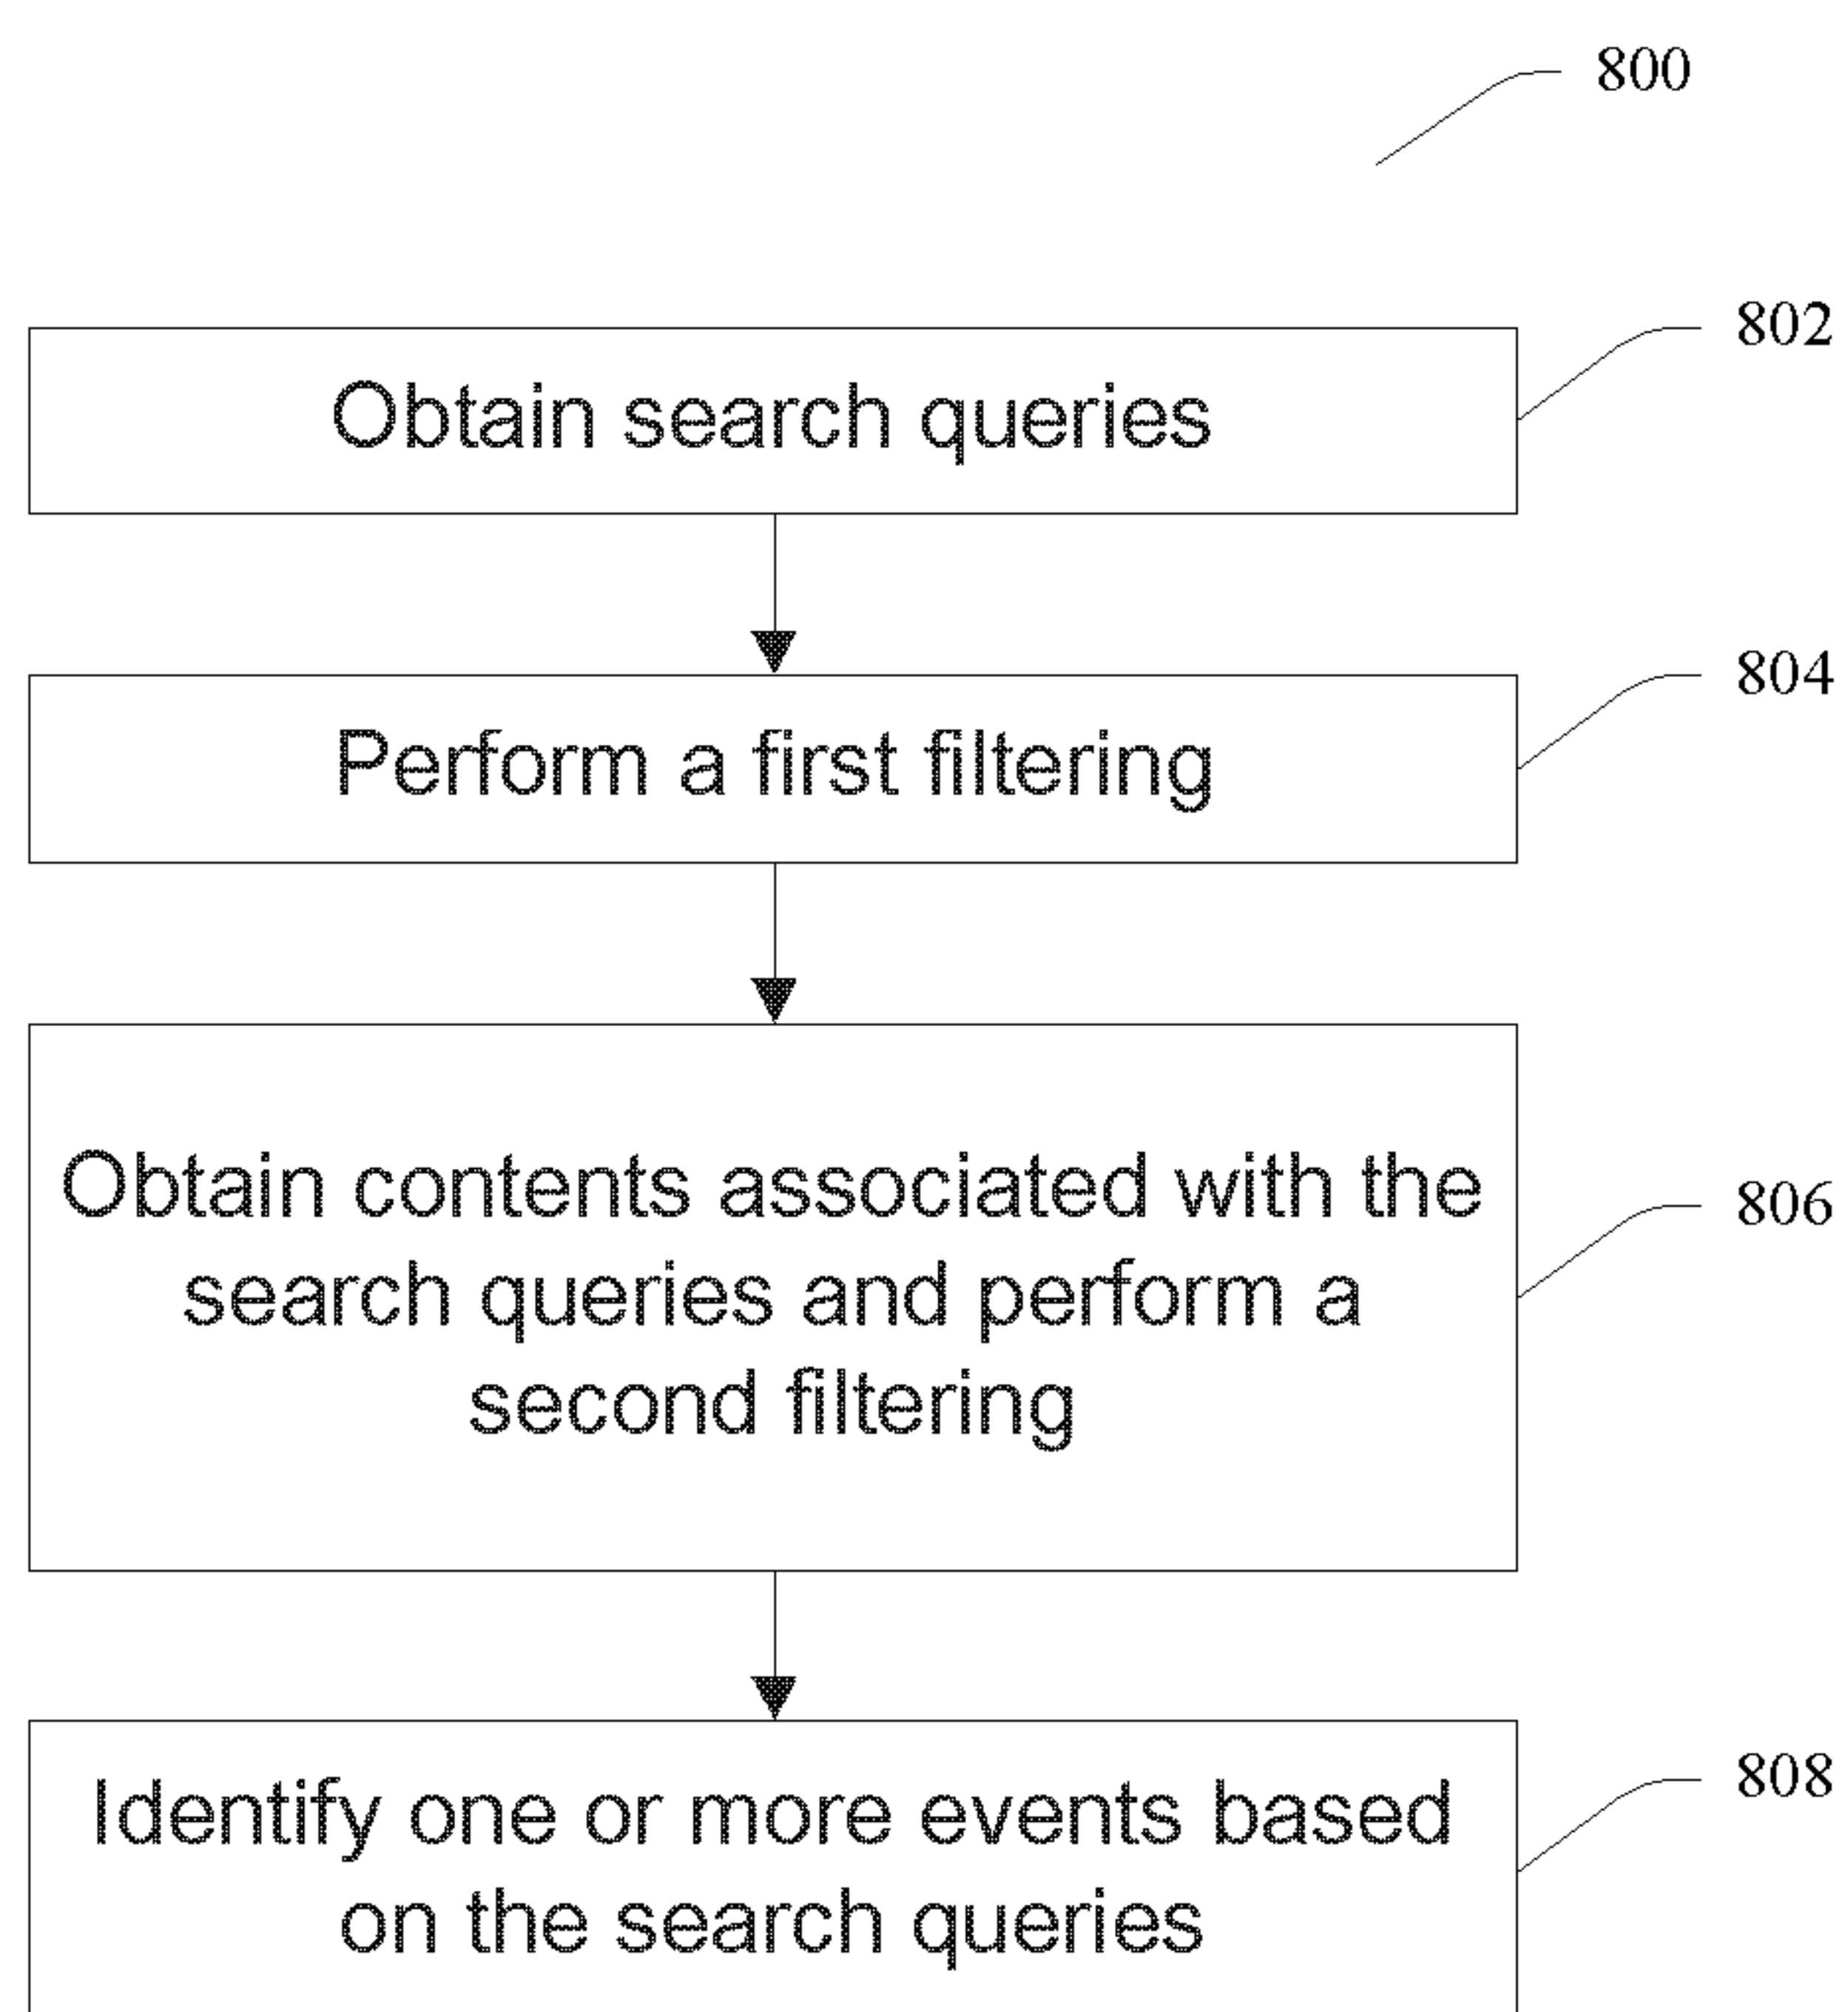 800
802
Obtain search queries
804
Perform a first filtering
Obtain contents associated with the
806
search queries and perform a
second filtering
808
Identify one or more events based
on the search queries